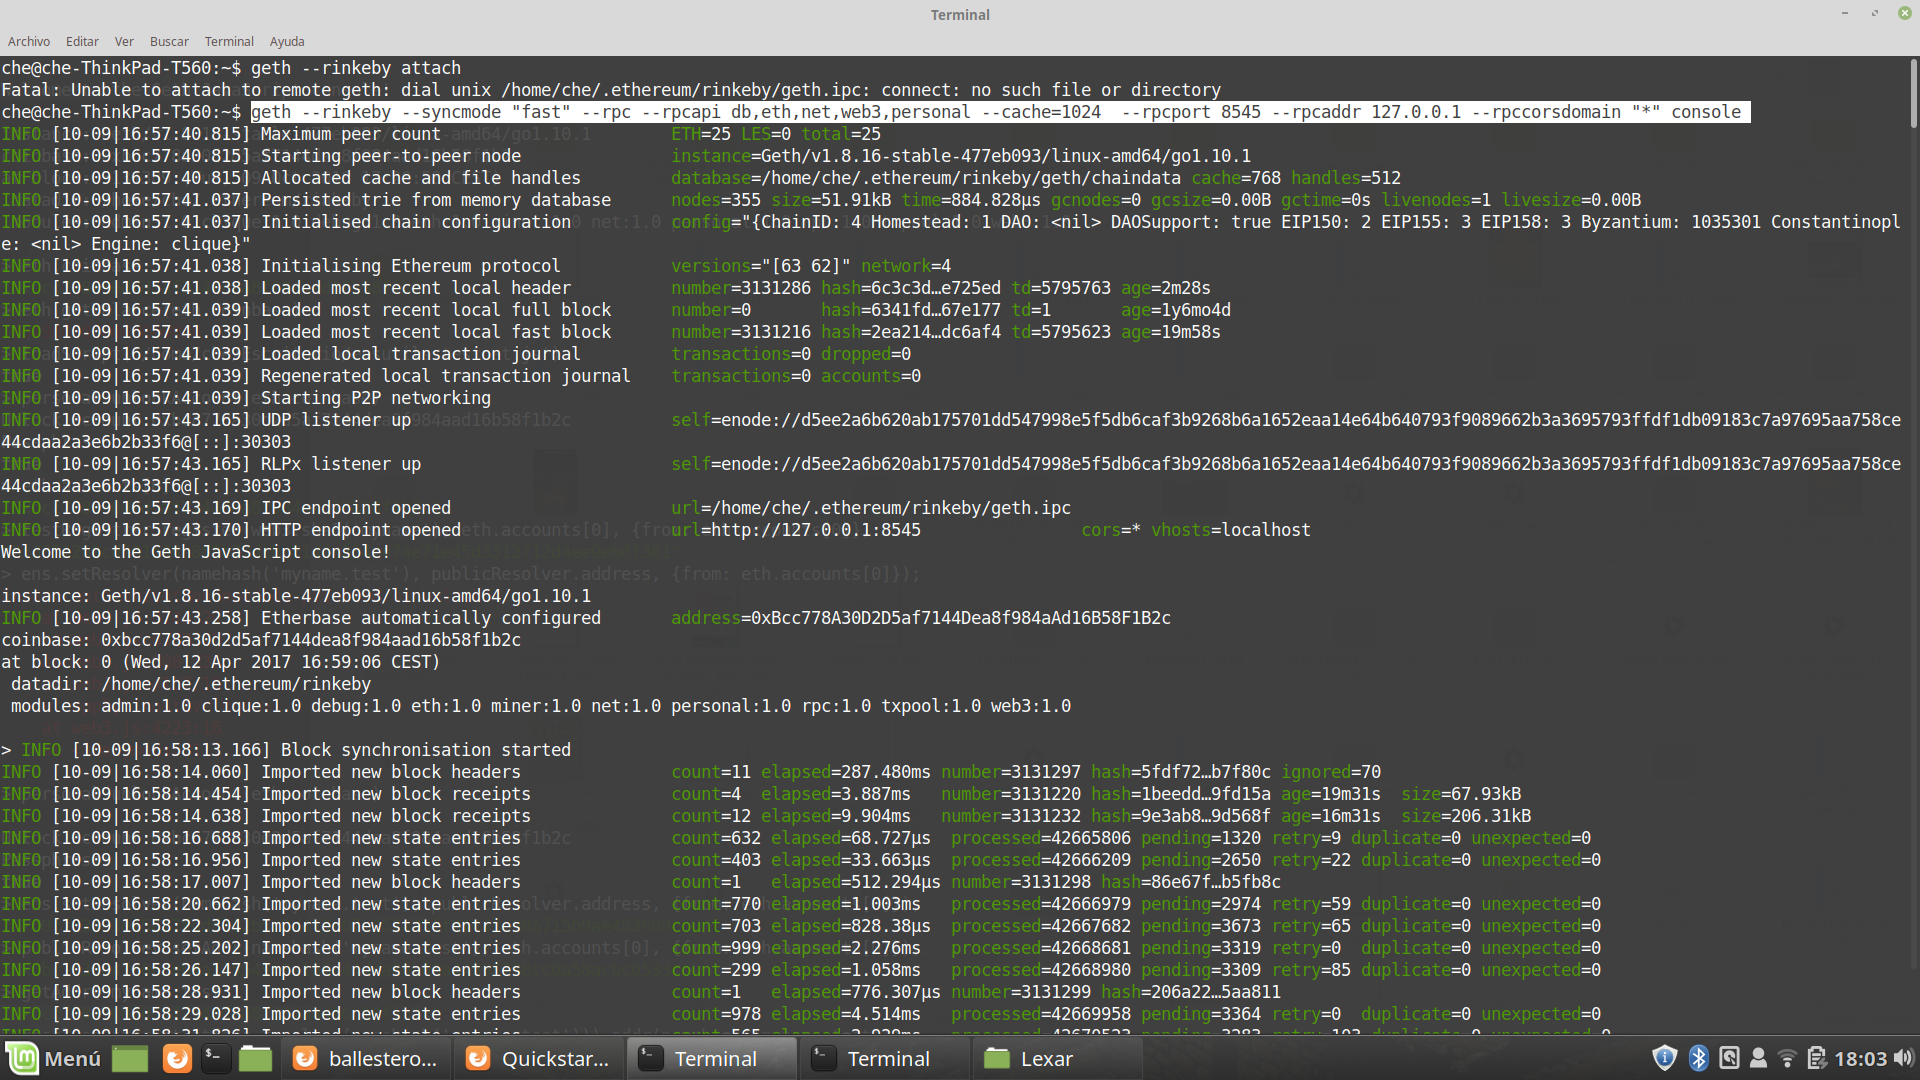 Terminal
Archivo Editar Ver Buscar Terminal Ayuda
che@che-ThinkPad-T560:~$ geth --rinkeby attach
Fatal: Unable to attach to remote geth: dial unix /home/che/.ethereum/rinkeby/geth.ipc: connect: no such file or directory
che@che-ThinkPad-T560:~$ geth --rinkeby --syncmode "fast" --rpc --rpcapi db,eth,net,web3,personal --cache=1024  --rpcport 8545 --rpcaddr 127.0.0.1 --rpccorsdomain "*" console
INFO [10-09|16:57:40.815] Maximum peer count                       ETH=25 LES=0 total=25
INFO [10-09|16:57:40.815] Starting peer-to-peer node               instance=Geth/v1.8.16-stable-477eb093/linux-amd64/go1.10.1
INFO [10-09|16:57:40.815] Allocated cache and file handles         database=/home/che/.ethereum/rinkeby/geth/chaindata cache=768 handles=512
INFO [10-09|16:57:41.037] Persisted trie from memory database      nodes=355 size=51.91kB time=884.828µs gcnodes=0 gcsize=0.00B gctime=0s livenodes=1 livesize=0.00B
INFO [10-09|16:57:41.037] Initialised chain configuration          config="{ChainID: 4 Homestead: 1 DAO: <nil> DAOSupport: true EIP150: 2 EIP155: 3 EIP158: 3 Byzantium: 1035301 Constantinopl
e: <nil> Engine: clique}"
INFO [10-09|16:57:41.038] Initialising Ethereum protocol           versions="[63 62]" network=4
INFO [10-09|16:57:41.038] Loaded most recent local header          number=3131286 hash=6c3c3d…e725ed td=5795763 age=2m28s
INFO [10-09|16:57:41.039] Loaded most recent local full block      number=0       hash=6341fd…67e177 td=1       age=1y6mo4d
INFO [10-09|16:57:41.039] Loaded most recent local fast block      number=3131216 hash=2ea214…dc6af4 td=5795623 age=19m58s
INFO [10-09|16:57:41.039] Loaded local transaction journal         transactions=0 dropped=0
INFO [10-09|16:57:41.039] Regenerated local transaction journal    transactions=0 accounts=0
INFO [10-09|16:57:41.039] Starting P2P networking
INFO [10-09|16:57:43.165] UDP listener up                          self=enode://d5ee2a6b620ab175701dd547998e5f5db6caf3b9268b6a1652eaa14e64b640793f9089662b3a3695793ffdf1db09183c7a97695aa758ce
44cdaa2a3e6b2b33f6@[::]:30303
INFO [10-09|16:57:43.165] RLPx listener up                         self=enode://d5ee2a6b620ab175701dd547998e5f5db6caf3b9268b6a1652eaa14e64b640793f9089662b3a3695793ffdf1db09183c7a97695aa758ce
44cdaa2a3e6b2b33f6@[::]:30303
INFO [10-09|16:57:43.169] IPC endpoint opened                      url=/home/che/.ethereum/rinkeby/geth.ipc
INFO [10-09|16:57:43.170] HTTP endpoint opened                     url=http://127.0.0.1:8545                cors=* vhosts=localhost
Welcome to the Geth JavaScript console!
> ens.setResolver(namehash('myname.test'), publicResolver.address, {from: eth.accounts[0]});
instance: Geth/v1.8.16-stable-477eb093/linux-amd64/go1.10.1
INFO [10-09|16:57:43.258] Etherbase automatically configured       address=0xBcc778A30D2D5af7144Dea8f984aAd16B58F1B2c
coinbase: 0xbcc778a30d2d5af7144dea8f984aad16b58f1b2c
at block: 0 (Wed, 12 Apr 2017 16:59:06 CEST)
 datadir: /home/che/.ethereum/rinkeby
 modules: admin:1.0 clique:1.0 debug:1.0 eth:1.0 miner:1.0 net:1.0 personal:1.0 rpc:1.0 txpool:1.0 web3:1.0
> INFO [10-09|16:58:13.166] Block synchronisation started
INFO [10-09|16:58:14.060] Imported new block headers               count=11 elapsed=287.480ms number=3131297 hash=5fdf72…b7f80c ignored=70
INFO [10-09|16:58:14.454] Imported new block receipts              count=4  elapsed=3.887ms   number=3131220 hash=1beedd…9fd15a age=19m31s  size=67.93kB
INFO [10-09|16:58:14.638] Imported new block receipts              count=12 elapsed=9.904ms   number=3131232 hash=9e3ab8…9d568f age=16m31s  size=206.31kB
INFO [10-09|16:58:16.688] Imported new state entries               count=632 elapsed=68.727µs  processed=42665806 pending=1320 retry=9 duplicate=0 unexpected=0
INFO [10-09|16:58:16.956] Imported new state entries               count=403 elapsed=33.663µs  processed=42666209 pending=2650 retry=22 duplicate=0 unexpected=0
INFO [10-09|16:58:17.007] Imported new block headers               count=1   elapsed=512.294µs number=3131298 hash=86e67f…b5fb8c
INFO [10-09|16:58:20.662] Imported new state entries               count=770 elapsed=1.003ms   processed=42666979 pending=2974 retry=59 duplicate=0 unexpected=0
INFO [10-09|16:58:22.304] Imported new state entries               count=703 elapsed=828.38µs  processed=42667682 pending=3673 retry=65 duplicate=0 unexpected=0
INFO [10-09|16:58:25.202] Imported new state entries               count=999 elapsed=2.276ms   processed=42668681 pending=3319 retry=0  duplicate=0 unexpected=0
INFO [10-09|16:58:26.147] Imported new state entries               count=299 elapsed=1.058ms   processed=42668980 pending=3309 retry=85 duplicate=0 unexpected=0
INFO [10-09|16:58:28.931] Imported new block headers               count=1   elapsed=776.307µs number=3131299 hash=206a22…5aa811
INFO [10-09|16:58:29.028] Imported new state entries               count=978 elapsed=4.514ms   processed=42669958 pending=3364 retry=0  duplicate=0 unexpected=0
Menú ballestero... Quickstar... Terminal Terminal Lexar 18:03